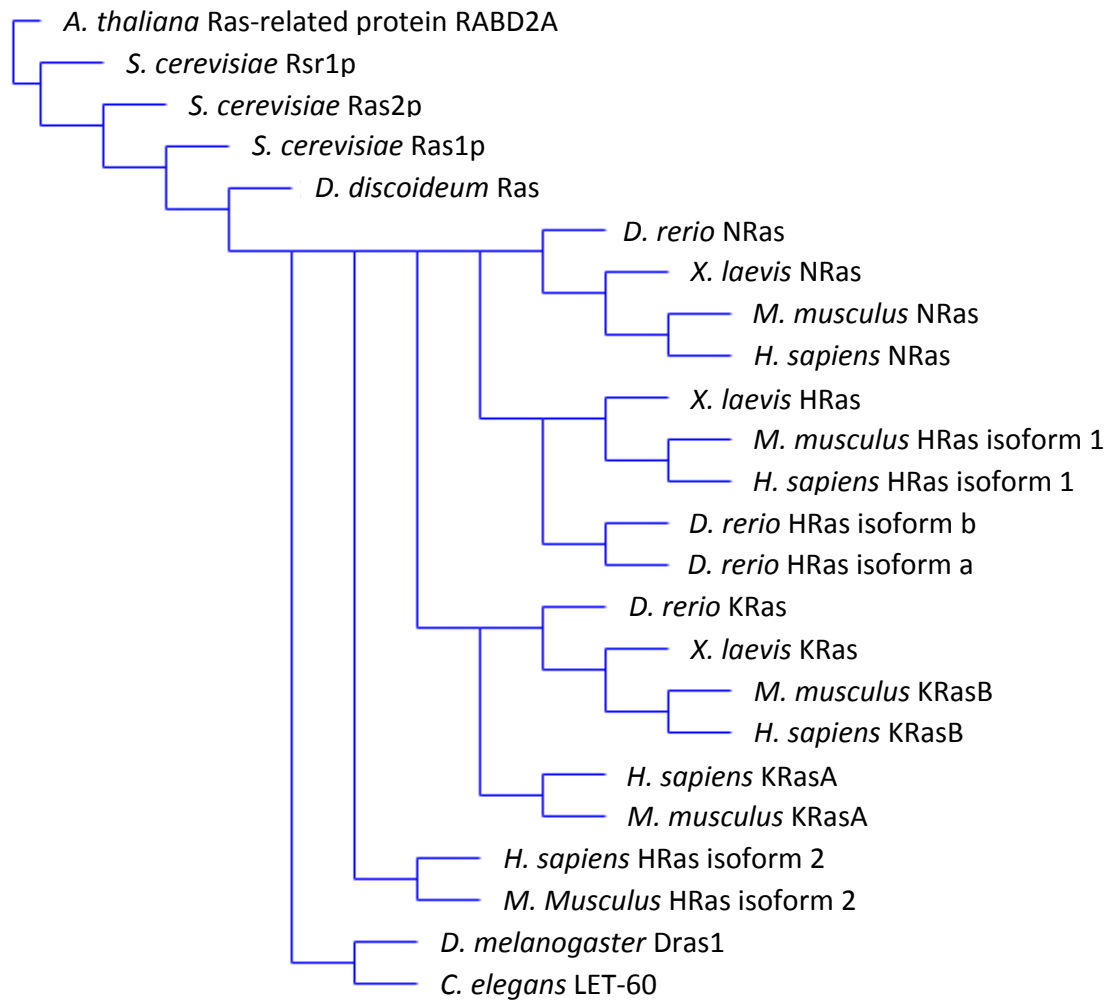 A. thaliana Ras-related protein RABD2A
S. cerevisiae Rsr1p
S. cerevisiae Ras2p
S. cerevisiae Ras1p
D. discoideum Ras
D. rerio NRas
X. laevis NRas
M. musculus NRas
H. sapiens NRas
X. laevis HRas
M. musculus HRas isoform 1
H. sapiens HRas isoform 1
D. rerio HRas isoform b
D. rerio HRas isoform a
D. rerio KRas
X. laevis KRas
M. musculus KRasB
H. sapiens KRasB
H. sapiens KRasA
M. musculus KRasA
H. sapiens HRas isoform 2
M. Musculus HRas isoform 2
D. melanogaster Dras1
C. elegans LET-60